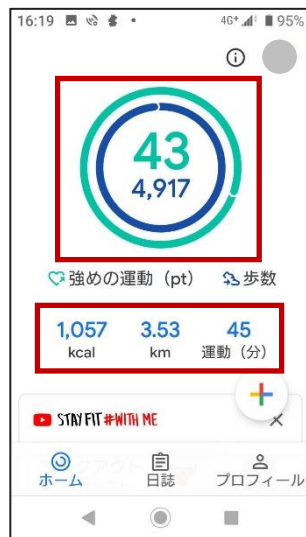 16:19 4G+ 95%
43
4,917
強めの運動（pt） 歩数
1,057 3.53 45
kcal km 運動（分）
STAY FIT #WITH ME
ホーム 日誌 プロフィール